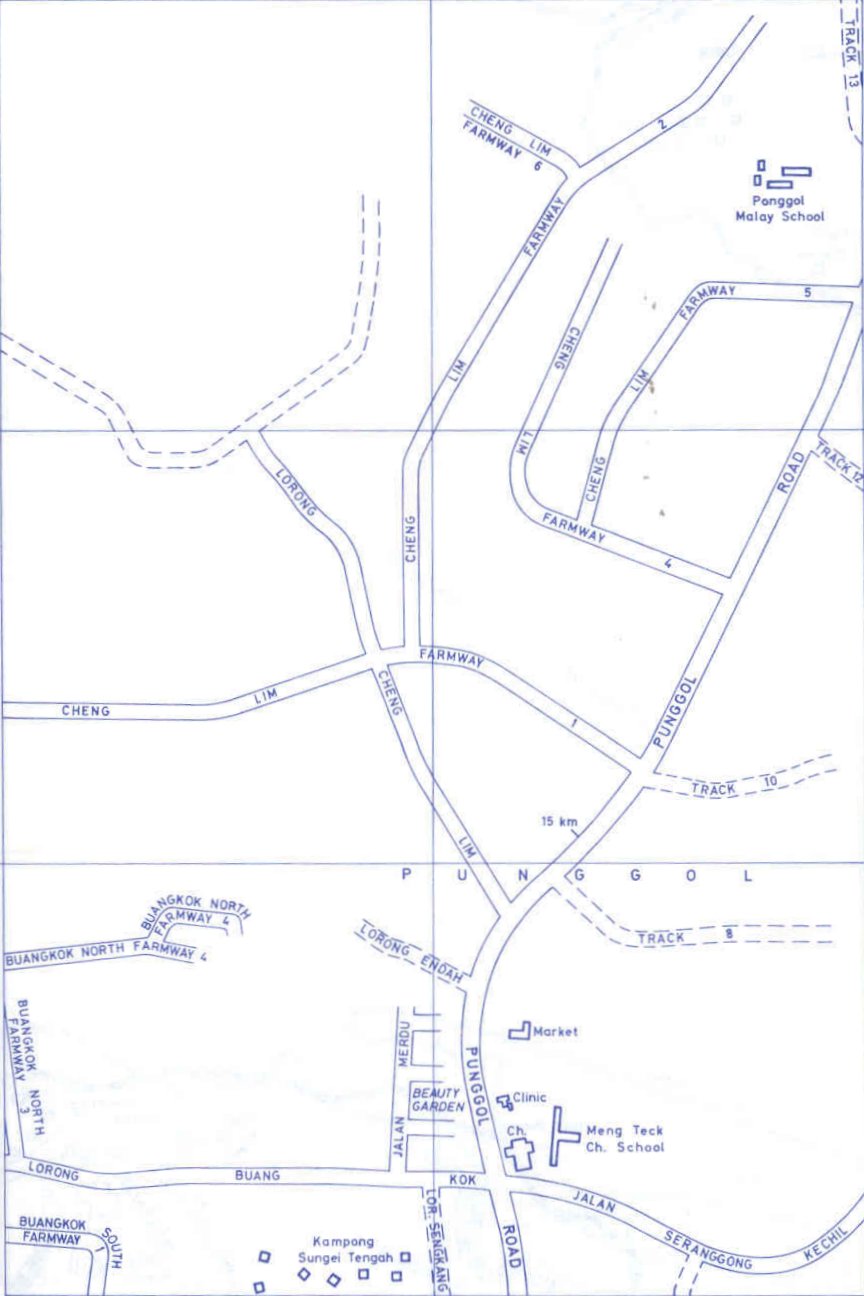 TRACK 13
2
CHENG LIM
FARMWAY 6
Ponggol
Malay School
FARMWAY
LIM
CHENG
CHENG
LIM
FARMWAY
4
FARMWAY 5
LIM
CHENG
ROAD
TRACK 12
LORONG
CHENG
LIM
CHENG
LIM
FARMWAY
1
PUNGGOL
TRACK 10
15 km
PUNGGOL
BUANGKOK NORTH
FARMWAY 4
BUANGKOK NORTH FARMWAY 4
LORONG ENDAH
TRACK 8
BUANGKOK NORTH
FARMWAY 3
MERDU
JALAN
BEAUTY
GARDEN
PUNGGOL
Market
Clinic
Ch.
Meng Teck
Ch. School
LORONG BUANG KOK
JALAN SERANGGONG KECHIL
LOR. SENGKANG
ROAD
BUANGKOK SOUTH
FARMWAY 1
Kampong
Sungei Tengah